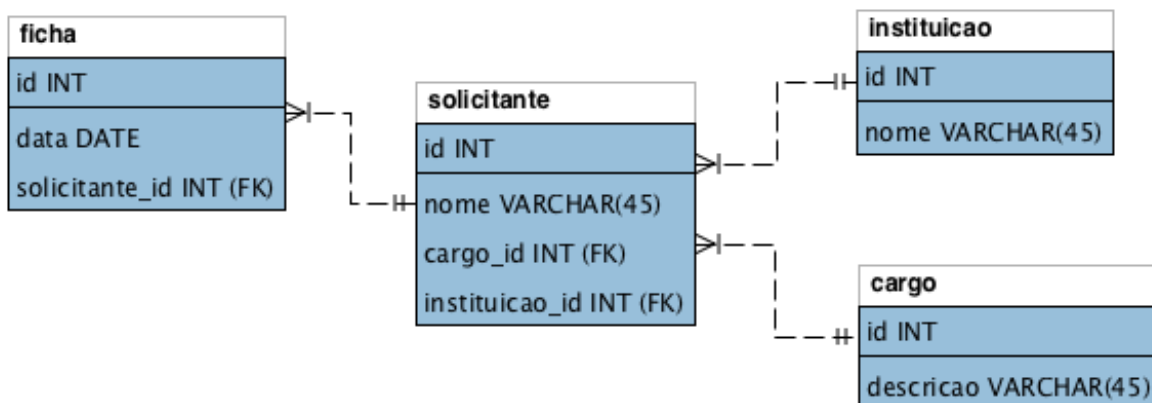 ficha
id INT
data DATE
solicitante_id INT (FK)
solicitante
id INT
nome VARCHAR(45)
cargo_id INT (FK)
instituicao_id INT (FK)
instituicao
id INT
nome VARCHAR(45)
cargo
id INT
descricao VARCHAR(45)